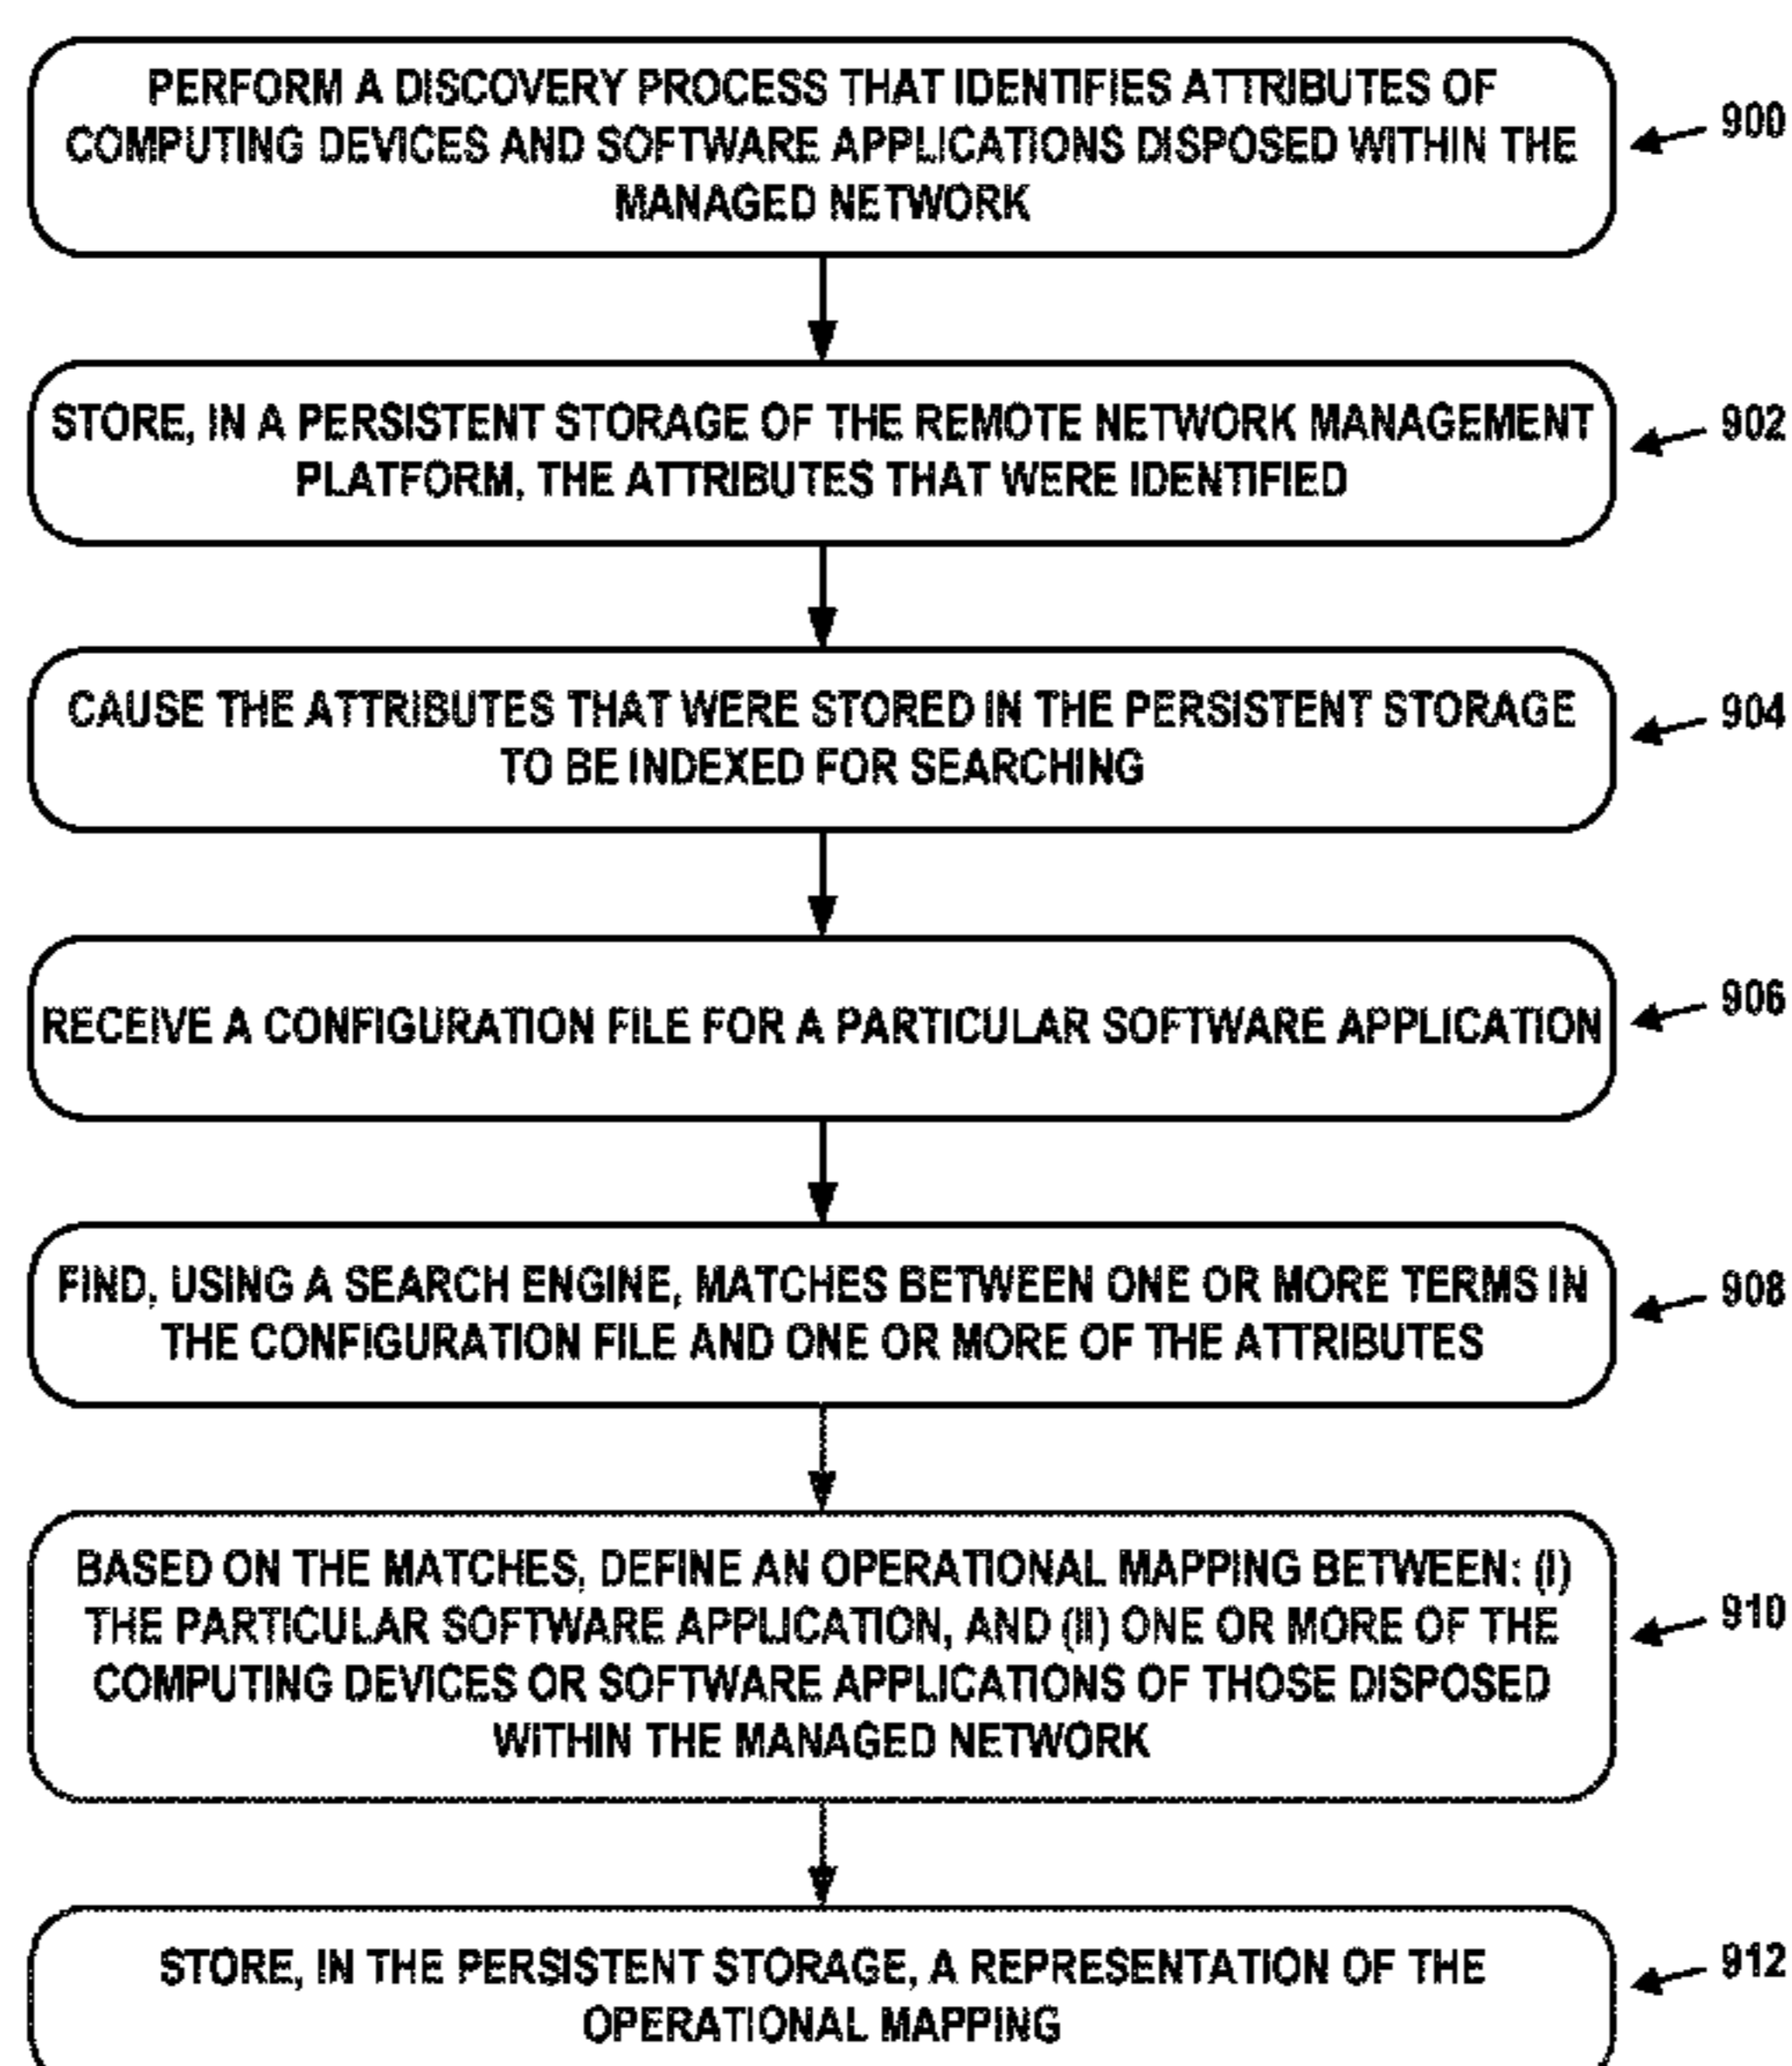 PERFORM A DISCOVERY PROCESS THAT IDENTIFIES ATTRIBUTES OF
COMPUTING DEVICES AND SOFTWARE APPLICATIONS DISPOSED WITHIN THE
MANAGED NETWORK
900
STORE, IN A PERSISTENT STORAGE OF THE REMOTE NETWORK MANAGEMENT
PLATFORM, THE ATTRIBUTES THAT WERE IDENTIFIED
902
CAUSE THE ATTRIBUTES THAT WERE STORED IN THE PERSISTENT STORAGE
TO BE INDEXED FOR SEARCHING
904
RECEIVE A CONFIGURATION FILE FOR A PARTICULAR SOFTWARE APPLICATION
906
FIND, USING A SEARCH ENGINE, MATCHES BETWEEN ONE OR MORE TERMS IN
THE CONFIGURATION FILE AND ONE OR MORE OF THE ATTRIBUTES
908
BASED ON THE MATCHES, DEFINE AN OPERATIONAL MAPPING BETWEEN: (I)
THE PARTICULAR SOFTWARE APPLICATION, AND (II) ONE OR MORE OF THE
COMPUTING DEVICES OR SOFTWARE APPLICATIONS OF THOSE DISPOSED
WITHIN THE MANAGED NETWORK
910
STORE, IN THE PERSISTENT STORAGE, A REPRESENTATION OF THE
OPERATIONAL MAPPING
912